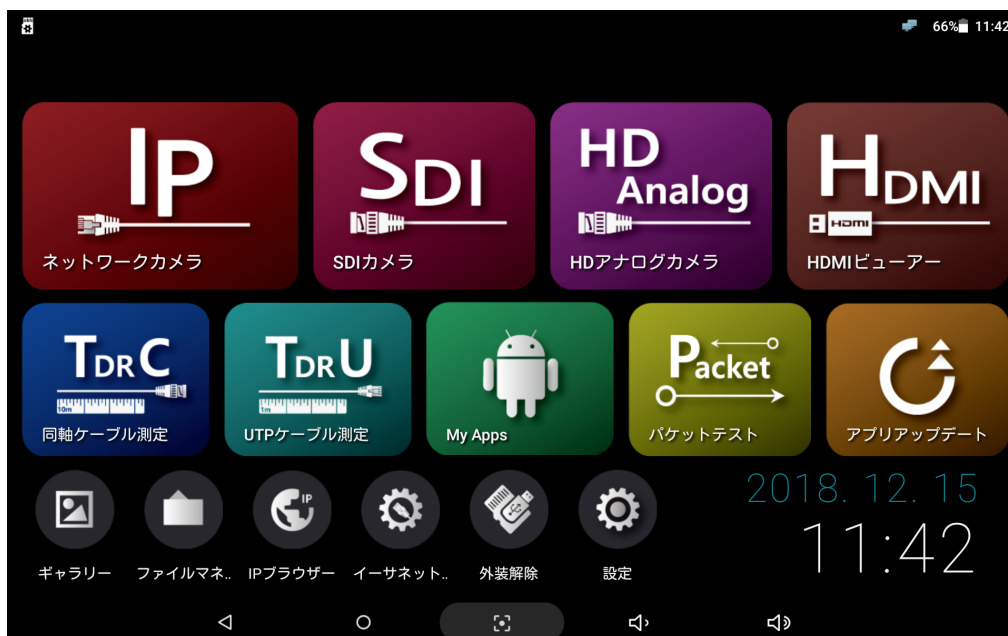 66% 11:42
IP
ネットワークカメラ
SDI
SDIカメラ
HD
Analog
HDアナログカメラ
HDMI
HDMI
HDMIビューアー
TDRC
10m
同軸ケーブル測定
TDRU
1m
UTPケーブル測定
My Apps
Packet
パケットテスト
アプリアップデート
ギャラリー
ファイルマネ..
IP
IPブラウザー
イーサネット..
外装解除
設定
2018. 12. 15
11:42